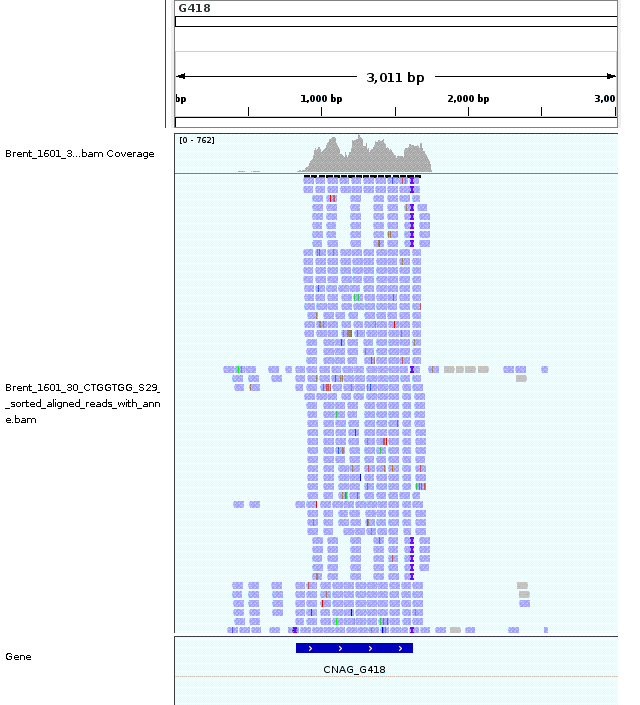 G418
3,011 bp
bp
1,000 bp
2,000 bp
3,00
[0 - 762]
Brent_1601_3...bam Coverage
Brent_1601_30_CTGGTGG_S29_
_sorted_aligned_reads_with_ann
e.bam
Gene
CNAG_G418